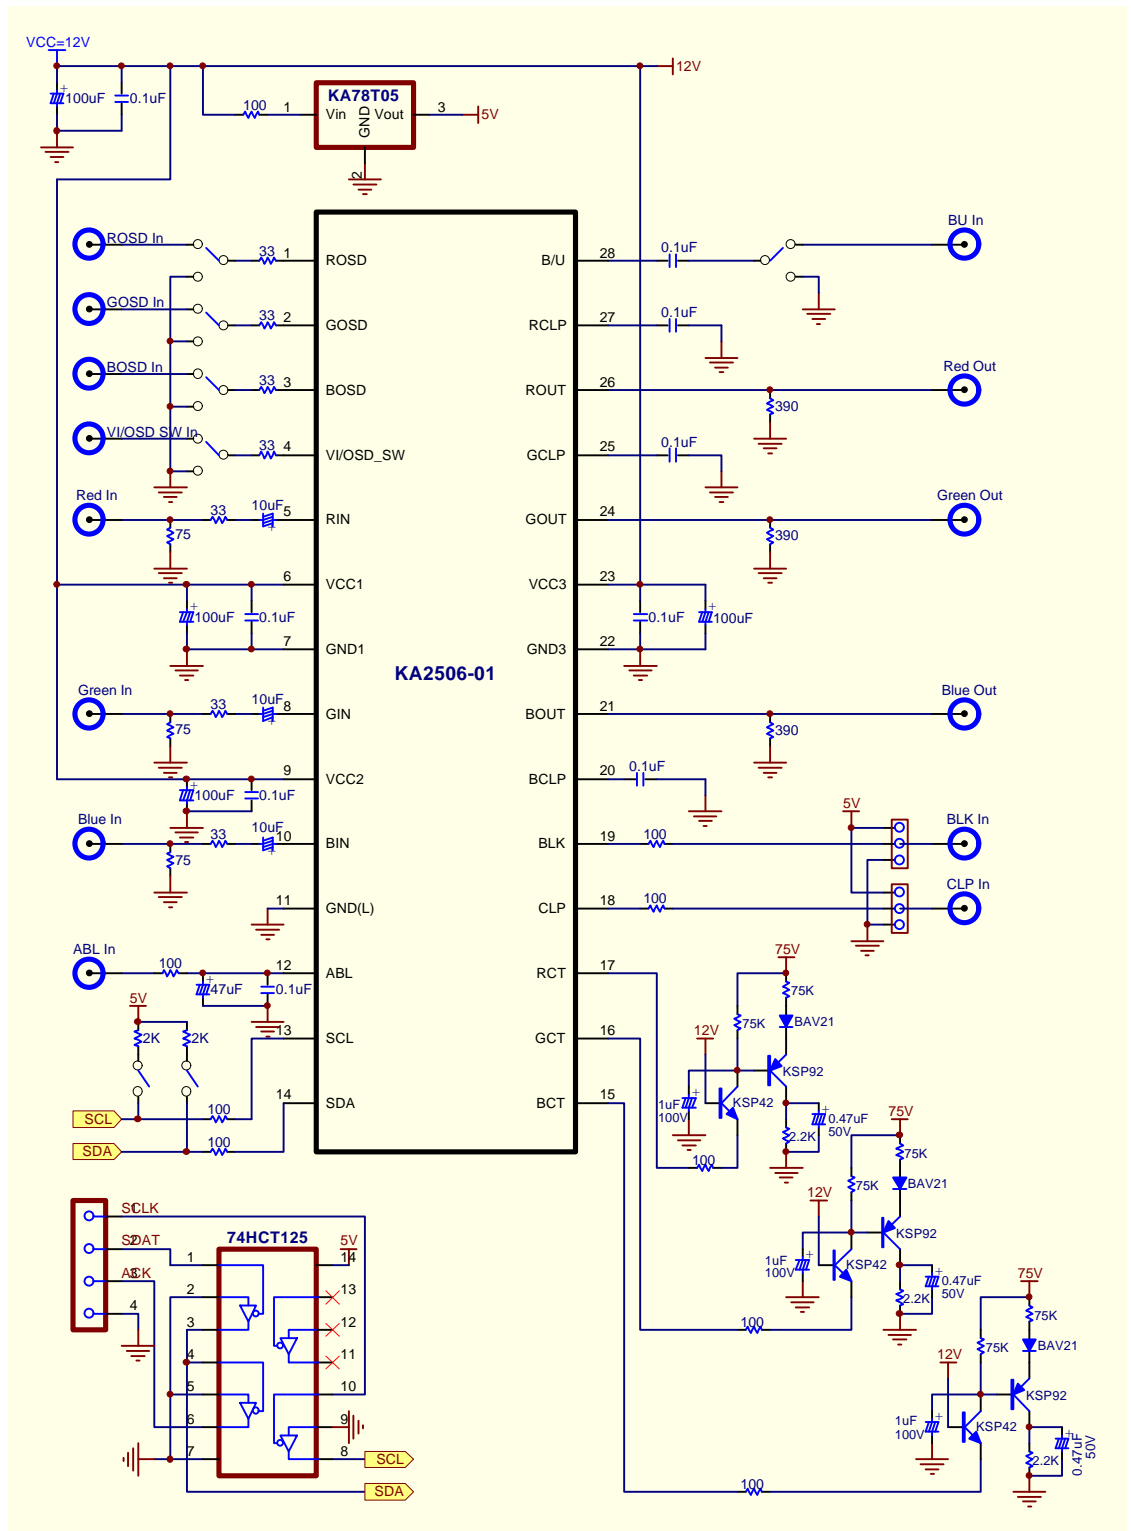 VCC=12V
12V
100uF
0.1uF
KA78T05
100
1
Vin
GND
Vout
3
5V
2
ROSD In
33
1
ROSD
B/U
28
0.1uF
BU In
GOSD In
33
2
GOSD
RCLP
27
0.1uF
BOSD In
33
3
BOSD
ROUT
26
Red Out
390
VI/OSD SW In
33
4
VI/OSD_SW
GCLP
25
0.1uF
Red In
33
10uF
5
RIN
75
GOUT
24
Green Out
390
6
VCC1
VCC3
23
100uF
0.1uF
0.1uF
100uF
7
GND1
GND3
22
KA2506-01
Green In
33
10uF
8
GIN
75
BOUT
21
Blue Out
390
9
VCC2
BCLP
20
0.1uF
100uF
0.1uF
Blue In
33
10uF
10
BIN
75
BLK
19
100
5V
BLK In
11
GND(L)
CLP
18
100
CLP In
ABL In
100
12
ABL
47uF
0.1uF
RCT
17
75V
75K
75K
BAV21
12V
KSP92
KSP42
1uF
100V
0.47uF
50V
2.2K
100
5V
2K
2K
13
SCL
GCT
16
14
SDA
BCT
15
SCL
100
SDA
100
75V
75K
75K
BAV21
12V
KSP92
KSP42
1uF
100V
0.47uF
50V
2.2K
100
75V
75K
75K
BAV21
12V
KSP92
KSP42
1uF
100V
0.47uF
50V
2.2K
100
SCLK
1
SDAT
2
ACK
3
4
74HCT125
5V
1
14
2
13
3
12
4
11
5
10
6
9
7
8
SCL
SDA